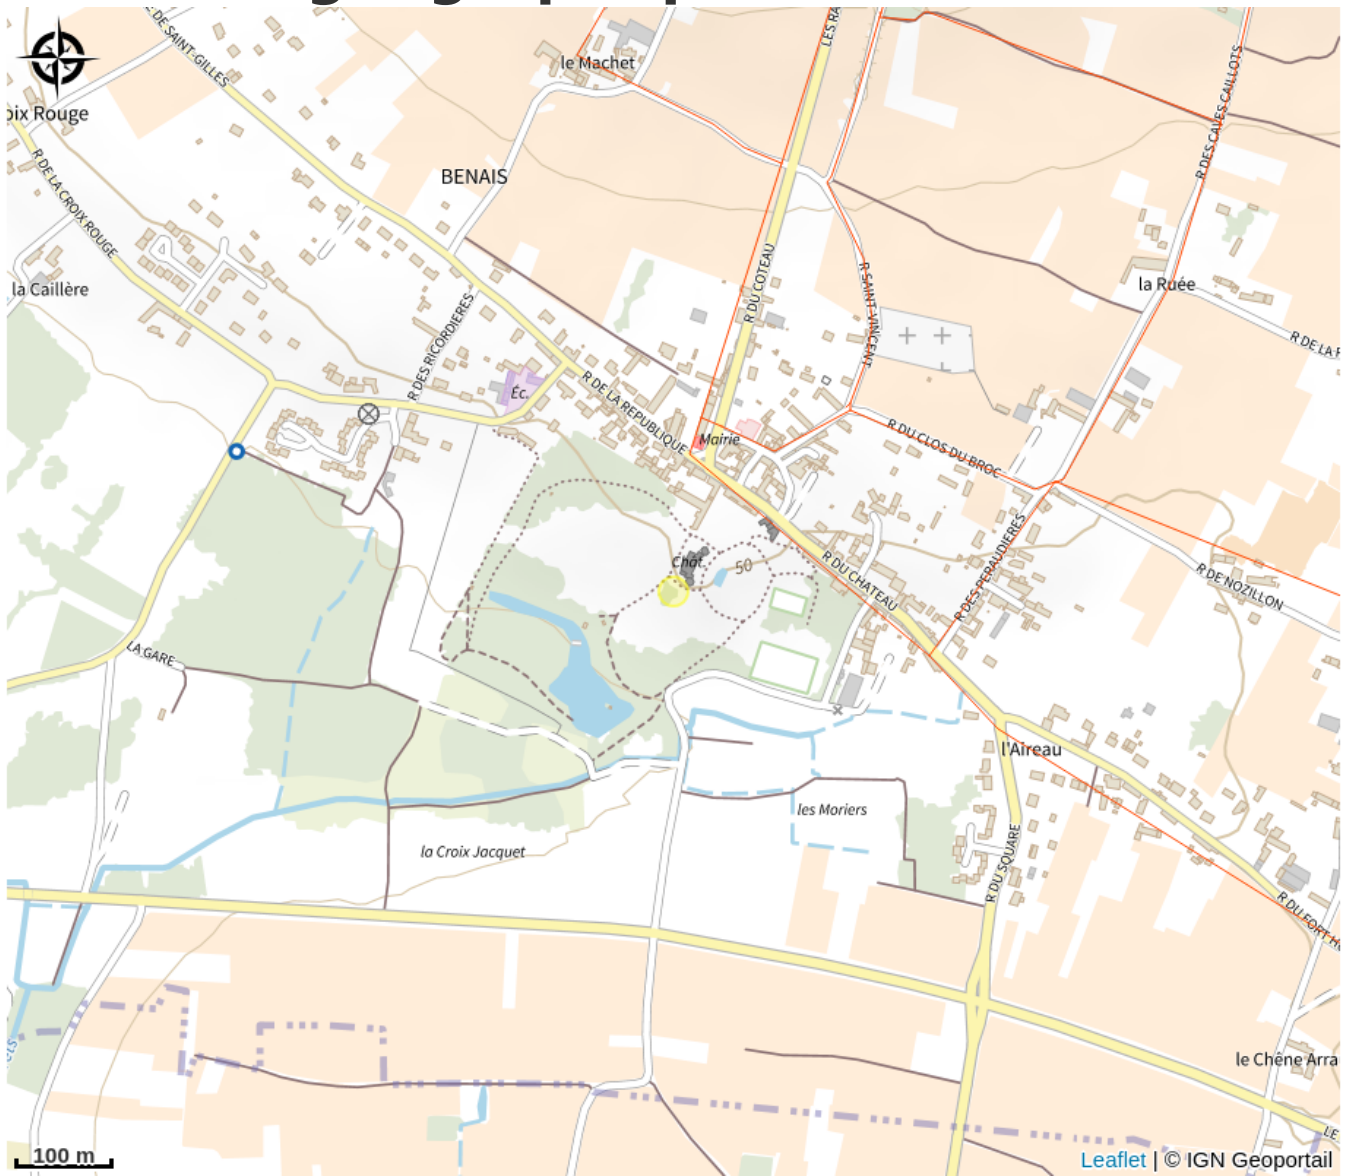 DE SAINT-GILLES
le Machet
LES RA
R DES CAVES CAILLOTS
oix Rouge
BENAIS
R DE LA CROIX ROUGE
la Caillère
R DU COTEAU
R SAINT-VINCENT
la Ruée
R DE LA F
R DES RICORDIERES
Éc.
R DE LA REPUBLIQUE
Mairie
R DU CLOS DU BROC
Chât.
50
R DU CHATEAU
R DES PERAUDIERES
R DE NOZILLON
LA GARE
l'Aireau
les Moriers
la Croix Jacquet
R DU SQUARE
R DU FORT H
ets
le Chêne Arra
LE
100 m
Leaflet | © IGN Geoportail